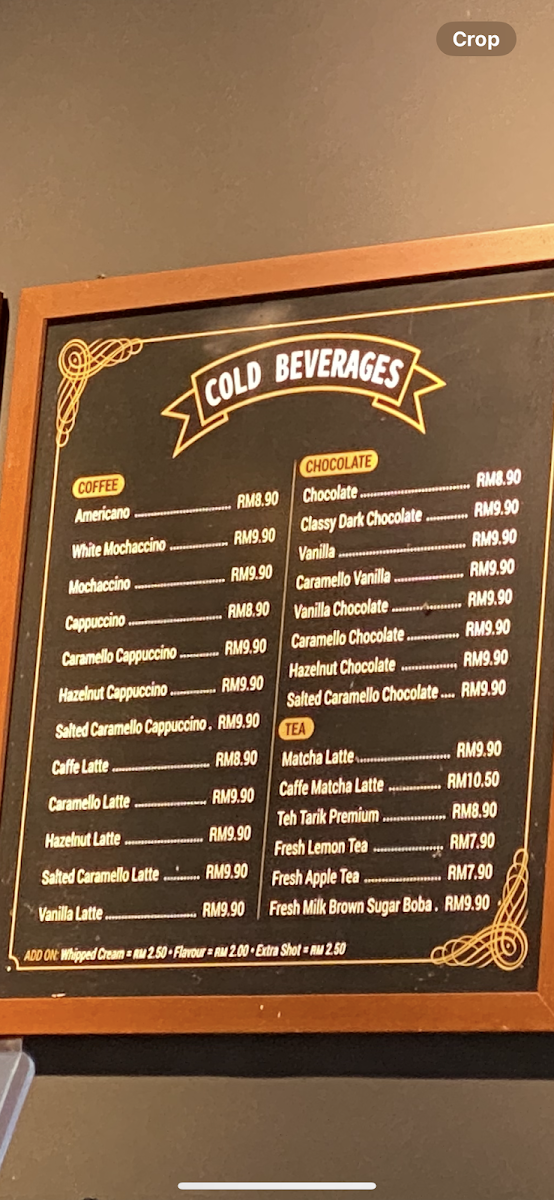 Crop
COLD BEVERAGES
COFFEE
Americano ........................ RM8.90
White Mochaccino ............... RM9.90
Mochaccino ........................ RM9.90
Cappuccino ........................ RM8.90
Caramello Cappuccino .......... RM9.90
Hazelnut Cappuccino ............ RM9.90
Salted Caramello Cappuccino . RM9.90
Caffe Latte ........................ RM8.90
Caramello Latte .................. RM9.90
Hazelnut Latte .................... RM9.90
Salted Caramello Latte ......... RM9.90
Vanilla Latte ...................... RM9.90
CHOCOLATE
Chocolate .......................... RM8.90
Classy Dark Chocolate .......... RM9.90
Vanilla .............................. RM9.90
Caramello Vanilla ................ RM9.90
Vanilla Chocolate ................ RM9.90
Caramello Chocolate ............ RM9.90
Hazelnut Chocolate .............. RM9.90
Salted Caramello Chocolate .... RM9.90
TEA
Matcha Latte ...................... RM9.90
Caffe Matcha Latte .............. RM10.50
Teh Tarik Premium ............... RM8.90
Fresh Lemon Tea ................. RM7.90
Fresh Apple Tea .................. RM7.90
Fresh Milk Brown Sugar Boba . RM9.90
ADD ON: Whipped Cream = RM 2.50 • Flavour = RM 2.00 • Extra Shot = RM 2.50